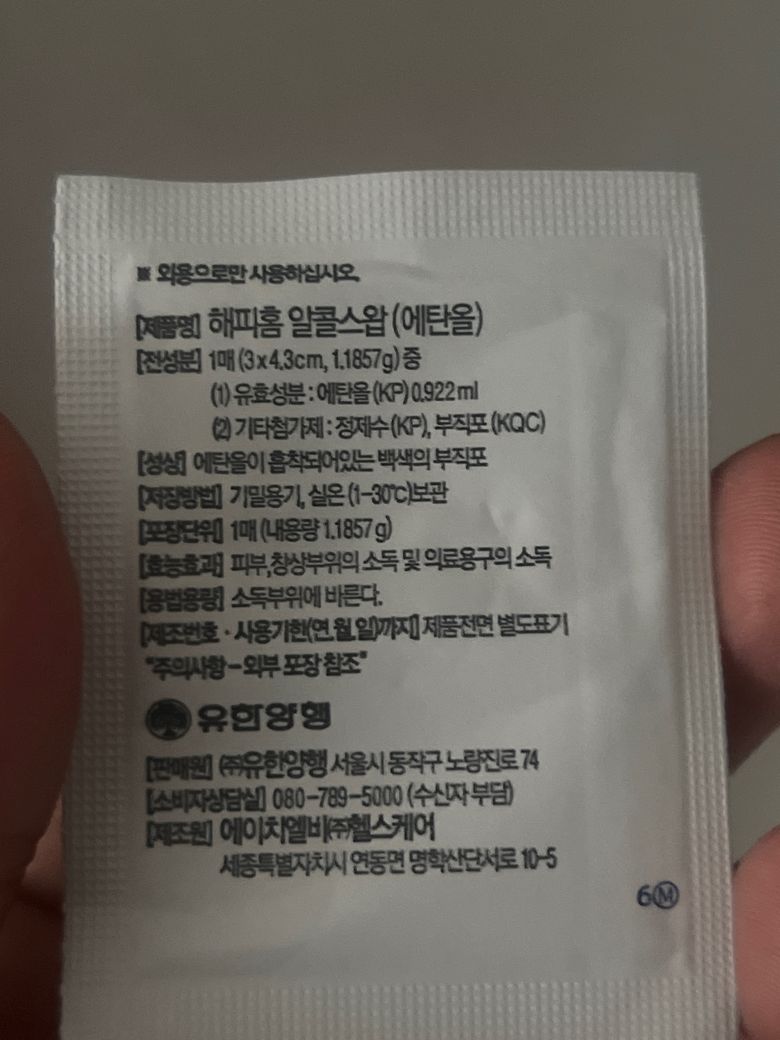 ※ 외용으로만 사용하십시오.
[제품명] 해피홈 알콜스왑 (에탄올)
[전성분] 1매 (3x4.3cm, 1.1857g) 중
(1) 유효성분 : 에탄올 (KP) 0.922ml
(2) 기타첨가제 : 정제수(KP), 부직포 (KQC)
[성상] 에탄올이 흡착되어있는 백색의 부직포
[저장방법] 기밀용기, 실온 (1-30℃)보관
[포장단위] 1매 (내용량 1.1857g)
[효능효과] 피부,창상부위의 소독 및 의료용구의 소독
[용법용량] 소독부위에 바른다.
[제조번호 · 사용기한(연.월.일)까지] 제품전면 별도표기
"주의사항-외부 포장 참조"
유한양행
[판매원] ㈜유한양행 서울시 동작구 노량진로 74
[소비자상담실] 080-789-5000 (수신자 부담)
[제조원] 에이치엘비㈜헬스케어
세종특별자치시 연동면 명학산단서로 10-5
6Ⓜ